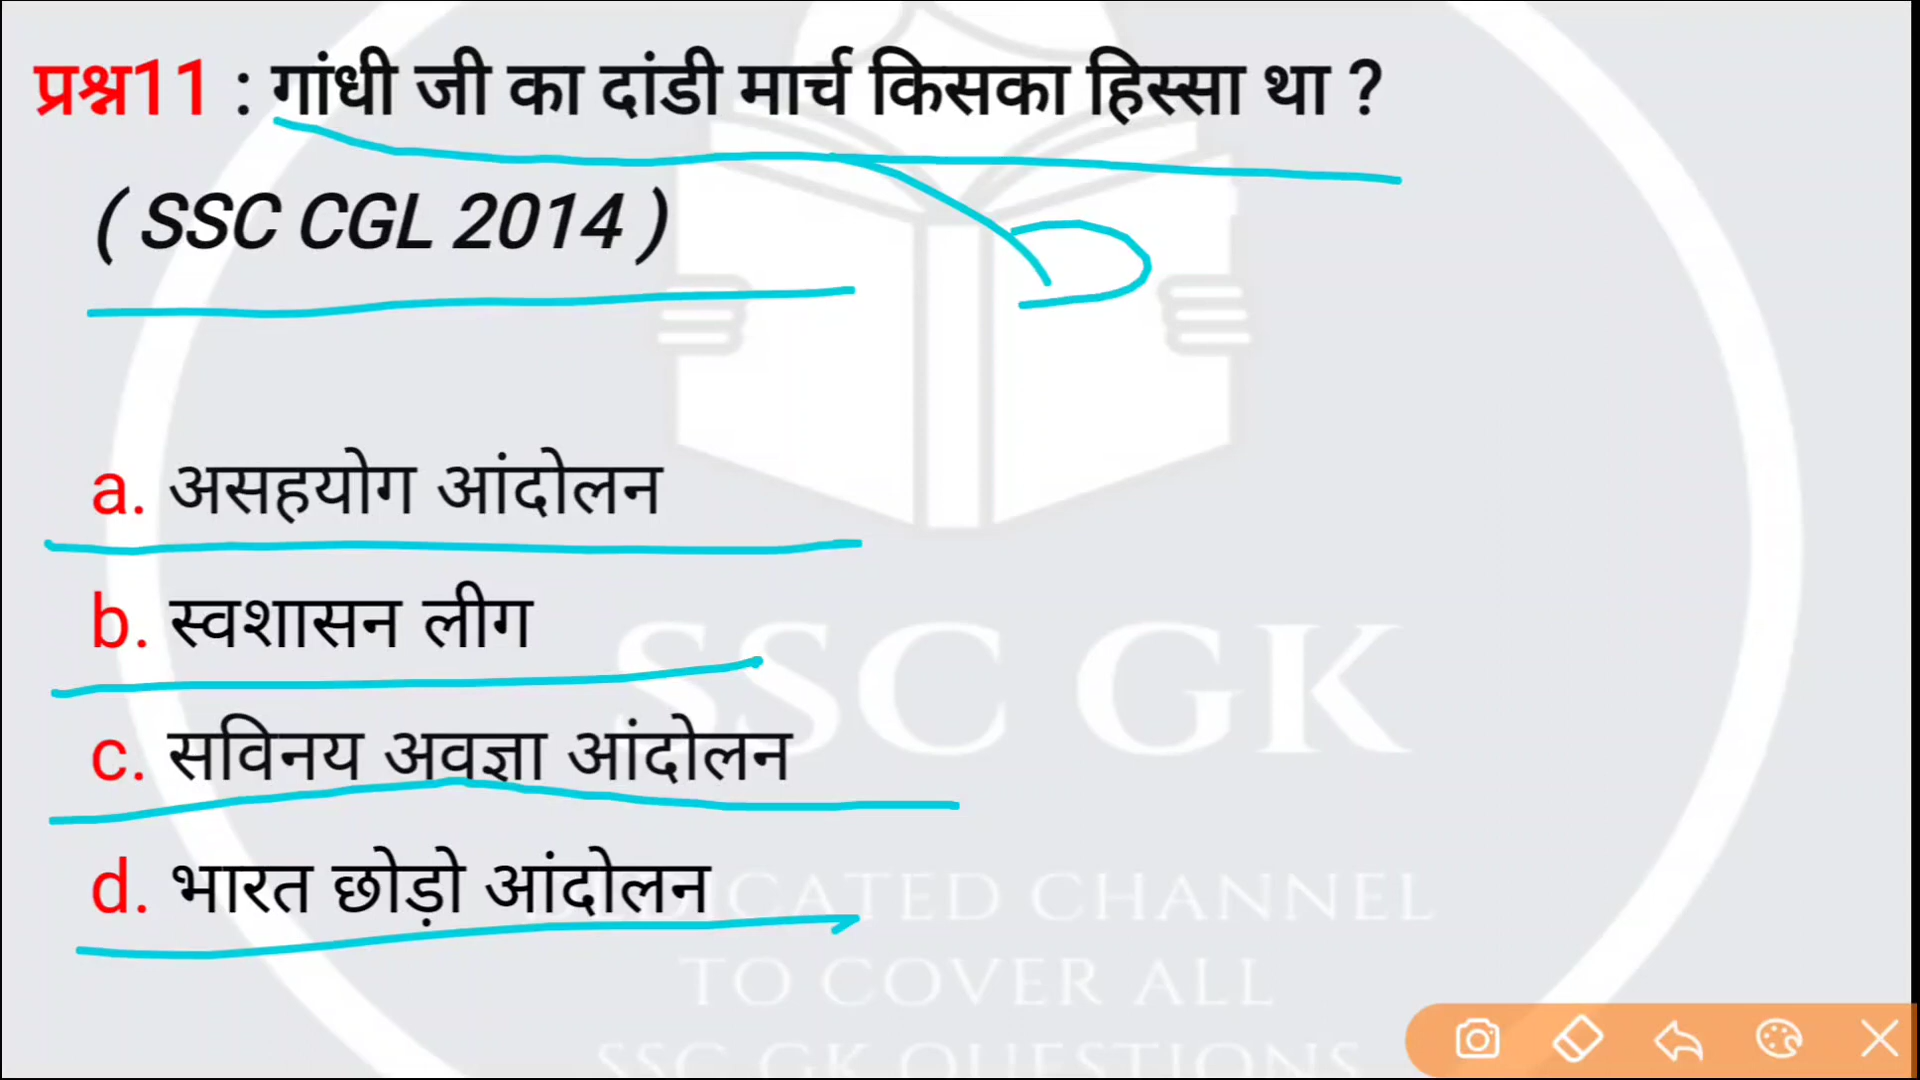 प्रश्न11 : गांधी जी का दांडी मार्च किसका हिस्सा था ?
( SSC CGL 2014 )
a. असहयोग आंदोलन
b. स्वशासन लीग
c. सविनय अवज्ञा आंदोलन
d. भारत छोड़ो आंदोलन
SSC GK
DEDICATED CHANNEL
TO COVER ALL
SSC GK QUESTIONS